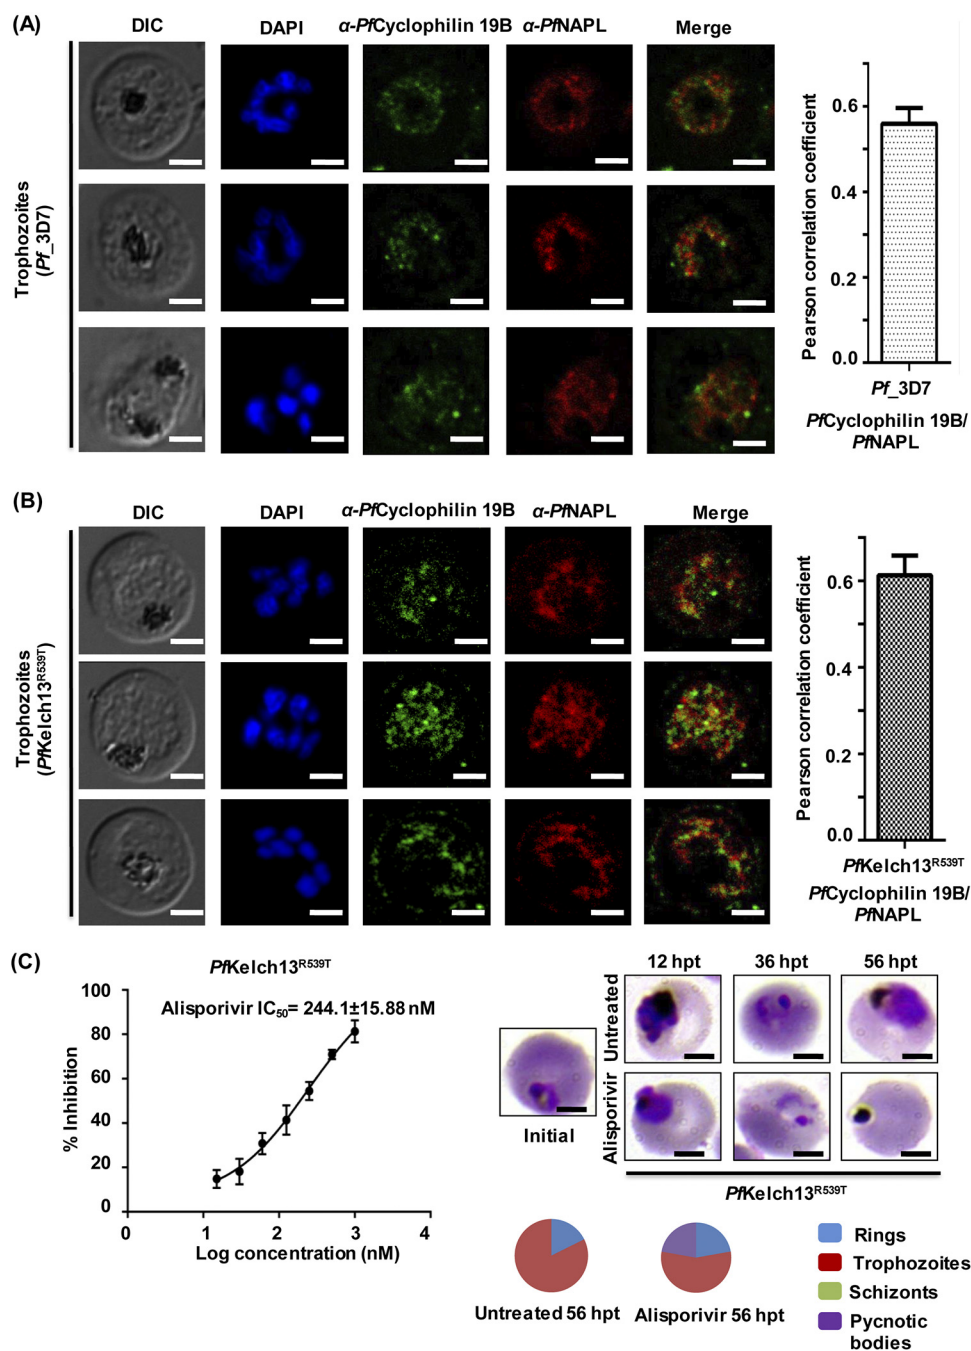 (A)
DIC
DAPI
α-PfCyclophilin 19B
α-PfNAPL
Merge
Trophozoites
(Pf_3D7)
Pearson correlation coefficient
0.6
0.4
0.2
0.0
Pf_3D7
PfCyclophilin 19B/
PfNAPL
(B)
DIC
DAPI
α-PfCyclophilin 19B
α-PfNAPL
Merge
Trophozoites
(PfKelch13R539T)
Pearson correlation coefficient
0.6
0.4
0.2
0.0
PfKelch13R539T
PfCyclophilin 19B/
PfNAPL
(C)
PfKelch13R539T
Alisporivir IC50= 244.1±15.88 nM
% Inhibition
100
80
60
40
20
0
0
1
2
3
4
Log concentration (nM)
Initial
12 hpt
36 hpt
56 hpt
Untreated
Alisporivir
PfKelch13R539T
Untreated 56 hpt
Alisporivir 56 hpt
Rings
Trophozoites
Schizonts
Pycnotic
bodies